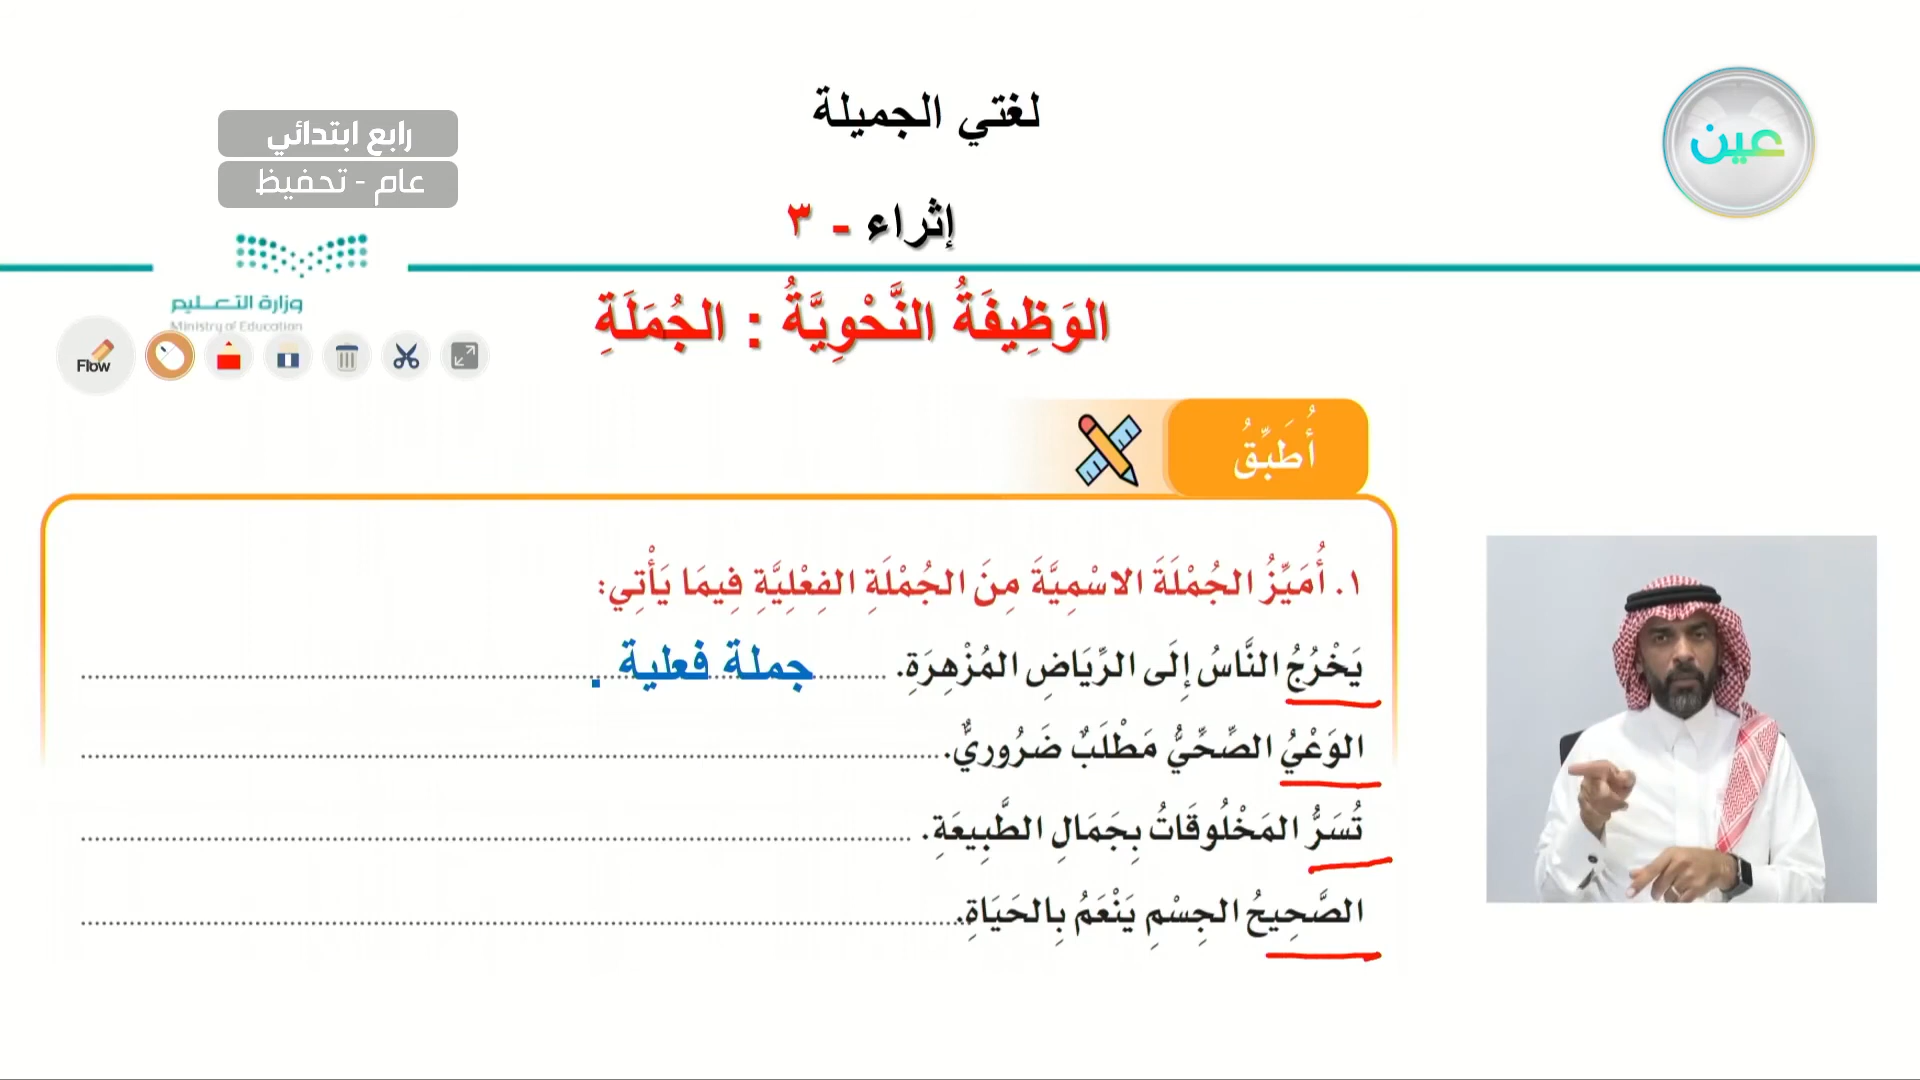 لغتي الجميلة
عين
رابع ابتدائي
عام - تحفيظ
إثراء - ٣
وزارة التعليم
Ministry of Education
الوَظِيفَةُ النَّحْوِيَّةُ : الجُمَلَةِ
Flow
أُطَبِّقُ
١. أُمَيِّزُ الجُمْلَةَ الاسْمِيَّةَ مِنَ الجُمْلَةِ الفِعْلِيَّةِ فِيمَا يَأْتِي:
يَخْرُجُ النَّاسُ إِلَى الرِّيَاضِ المُزْهِرَةِ. جملة فعلية .
الوَعْيُ الصِّحِّيُّ مَطْلَبٌ ضَرُوريٌّ.
تُسَرُّ المَخْلُوقَاتُ بِجَمَالِ الطَّبِيعَةِ.
الصَّحِيحُ الجِسْمِ يَنْعَمُ بِالحَيَاةِ.